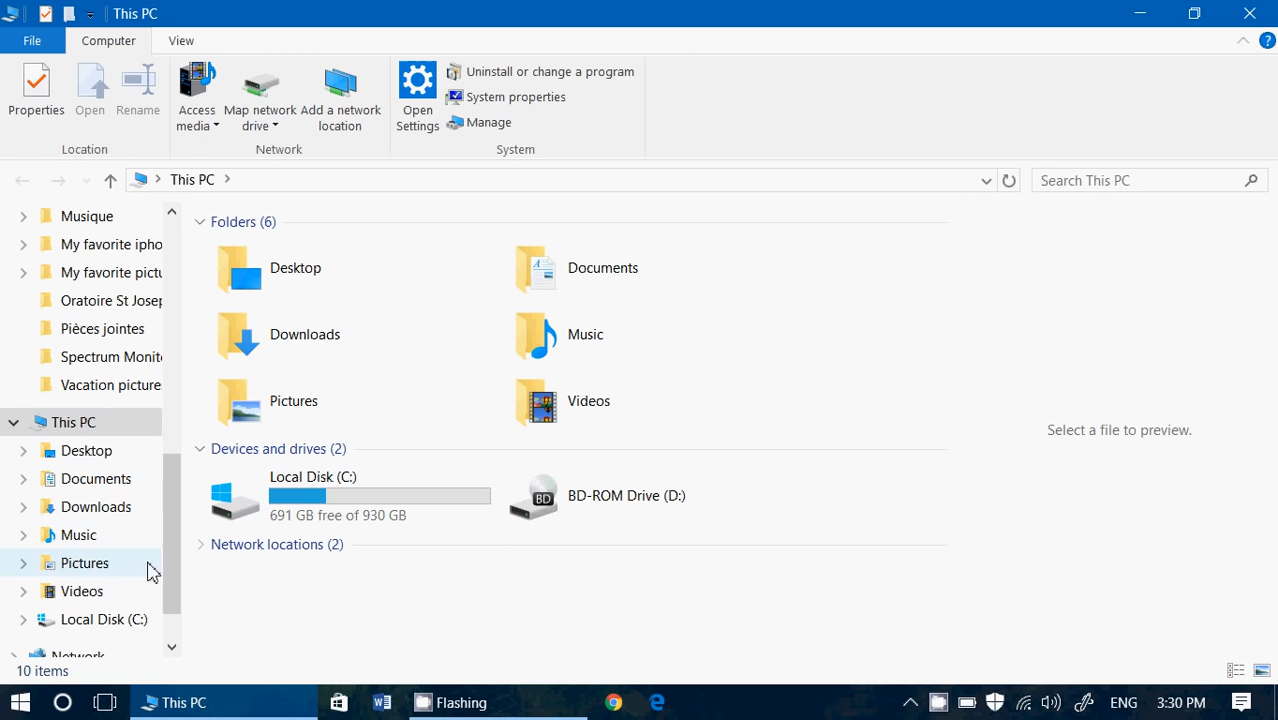 This PC
File Computer View
Properties Open Rename
Access media Map network drive Add a network location
Open Settings
Uninstall or change a program
System properties
Manage
Location Network System
This PC
Search This PC
Musique
My favorite ipho
My favorite pictu
Oratoire St Josep
Pièces jointes
Spectrum Monito
Vacation pictures
This PC
Desktop
Documents
Downloads
Music
Pictures
Videos
Local Disk (C:)
Network
Folders (6)
Desktop Documents
Downloads Music
Pictures Videos
Devices and drives (2)
Local Disk (C:)
691 GB free of 930 GB
BD
BD-ROM Drive (D:)
Network locations (2)
Select a file to preview.
10 items
This PC Flashing ENG 3:30 PM